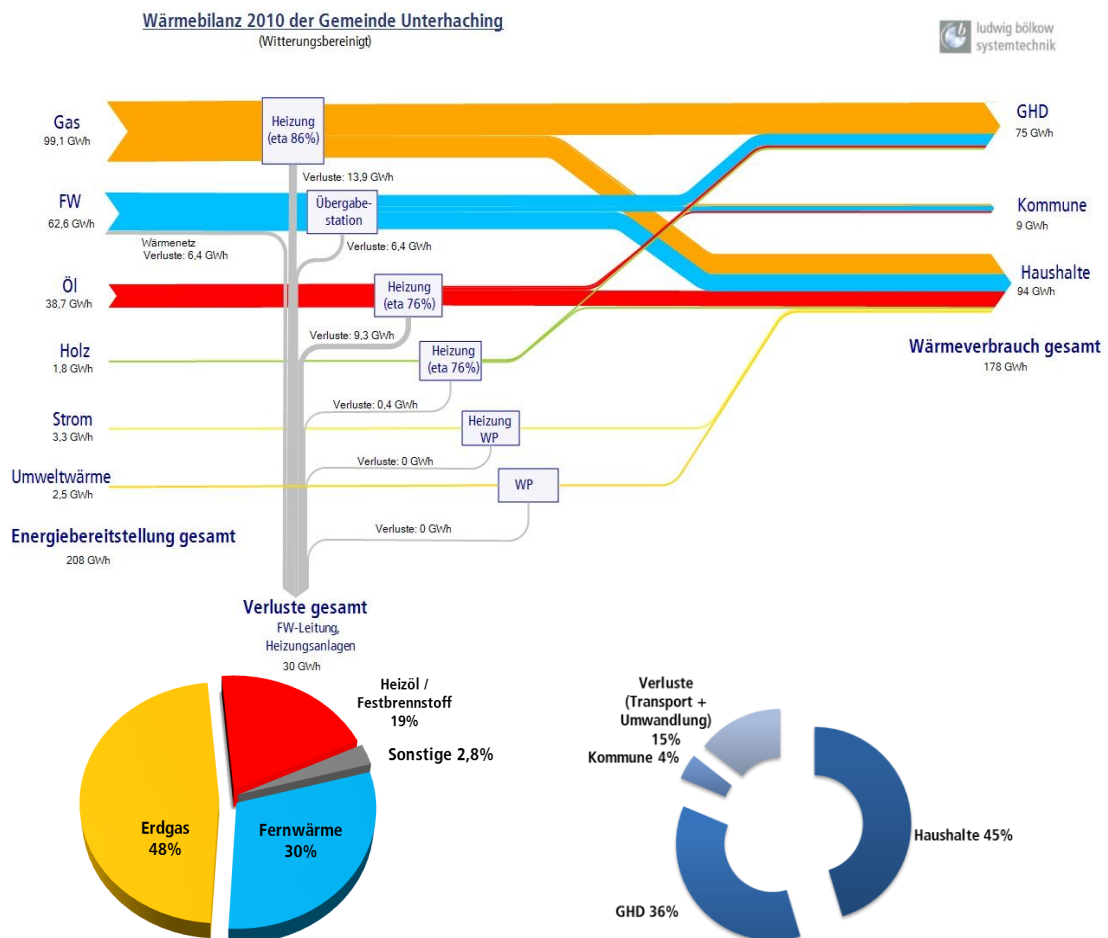 Wärmebilanz 2010 der Gemeinde Unterhaching
(Witterungsbereinigt)
ludwig bölkow
systemtechnik
Gas
99,1 GWh
Heizung
(eta 86%)
GHD
75 GWh
Verluste: 13,9 GWh
FW
62,6 GWh
Übergabe-
station
Kommune
9 GWh
Wärmenetz
Verluste: 6,4 GWh
Verluste: 6,4 GWh
Öl
38,7 GWh
Heizung
(eta 76%)
Haushalte
94 GWh
Verluste: 9,3 GWh
Holz
1,8 GWh
Heizung
(eta 76%)
Wärmeverbrauch gesamt
178 GWh
Verluste: 0,4 GWh
Strom
3,3 GWh
Heizung
WP
Verluste: 0 GWh
Umweltwärme
2,5 GWh
WP
Verluste: 0 GWh
Energiebereitstellung gesamt
208 GWh
Verluste gesamt
FW-Leitung,
Heizungsanlagen
30 GWh
Heizöl /
Festbrennstoff
19%
Sonstige 2,8%
Erdgas
48%
Fernwärme
30%
Verluste
(Transport +
Umwandlung)
15%
Kommune 4%
Haushalte 45%
GHD 36%